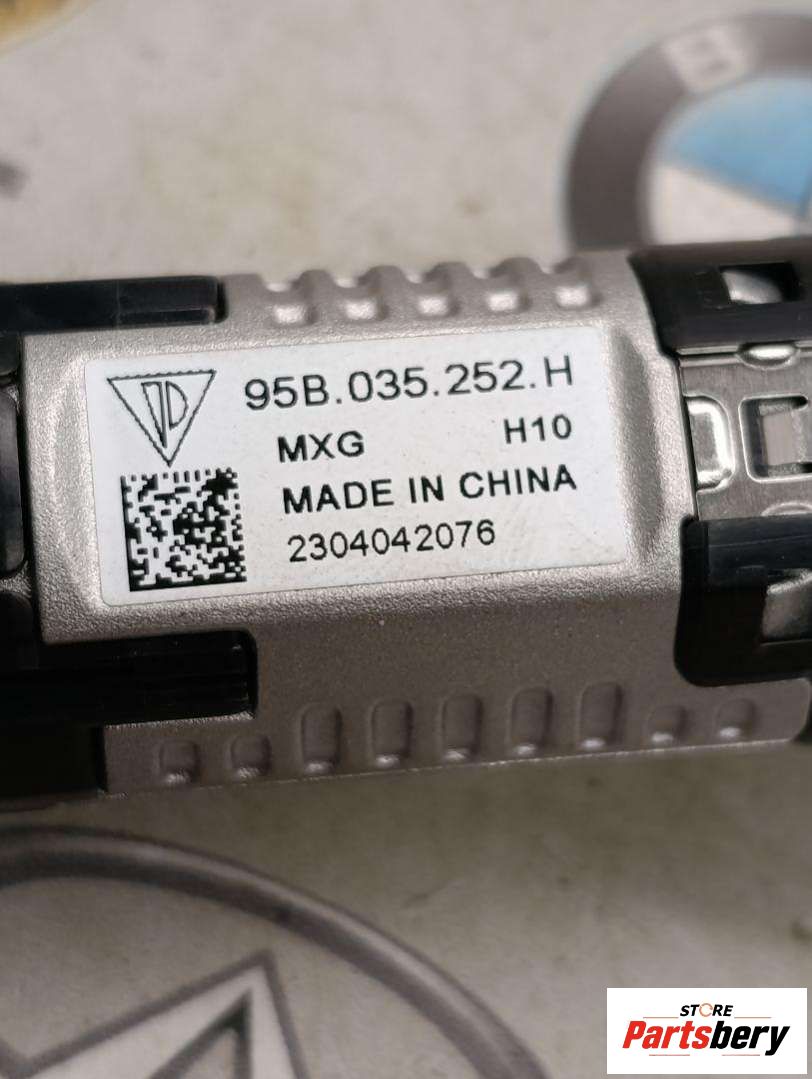 B
95B.035.252.H
MXG H10
MADE IN CHINA
2304042076
STORE
Partsbery